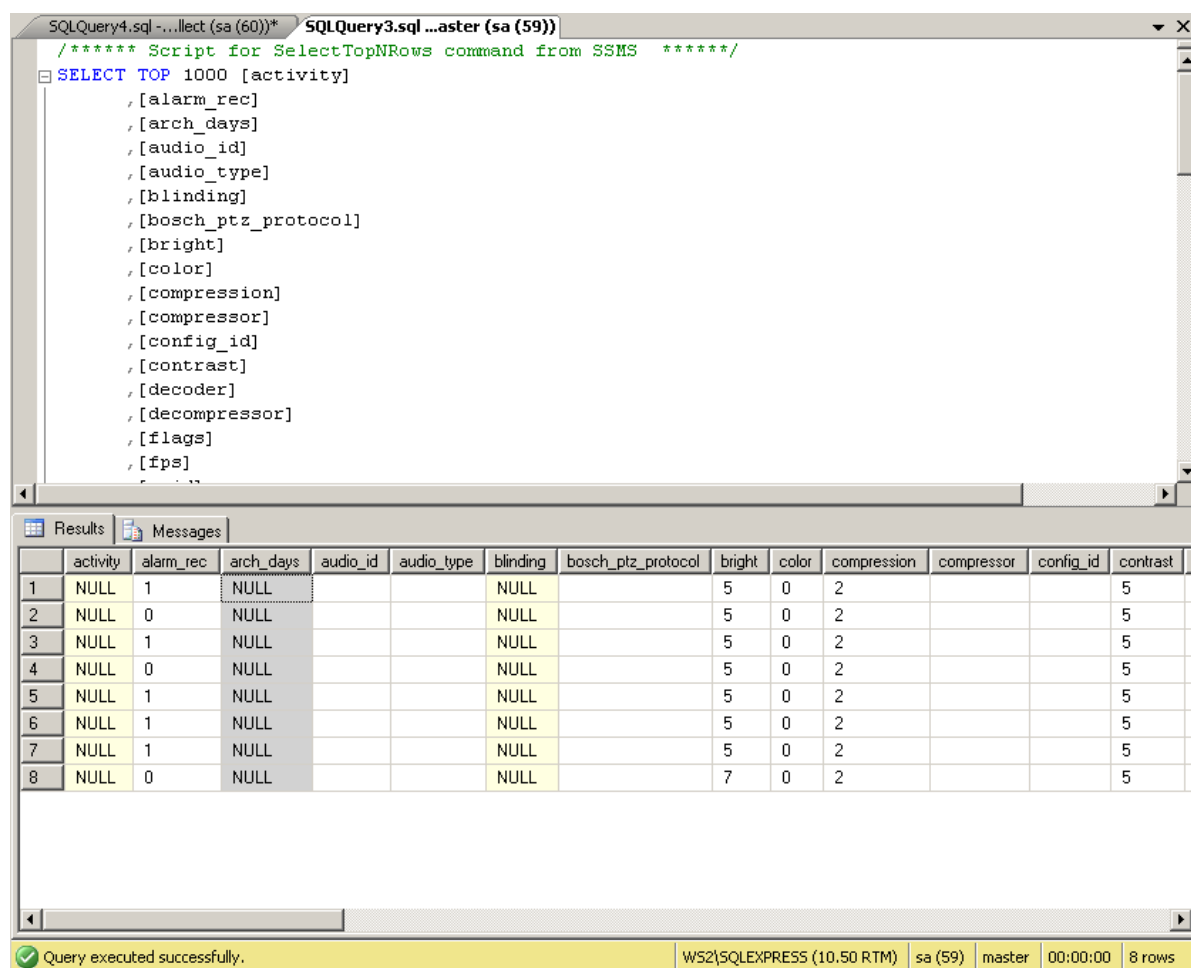 SQLQuery4.sql -...llect (sa (60))* SQLQuery3.sql ...aster (sa (59))
/****** Script for SelectTopNRows command from SSMS ******/
SELECT TOP 1000 [activity]
,[alarm_rec]
,[arch_days]
,[audio_id]
,[audio_type]
,[blinding]
,[bosch_ptz_protocol]
,[bright]
,[color]
,[compression]
,[compressor]
,[config_id]
,[contrast]
,[decoder]
,[decompressor]
,[flags]
,[fps]
Results Messages
activity alarm_rec arch_days audio_id audio_type blinding bosch_ptz_protocol bright color compression compressor config_id contrast
1 NULL 1 NULL NULL 5 0 2 5
2 NULL 0 NULL NULL 5 0 2 5
3 NULL 1 NULL NULL 5 0 2 5
4 NULL 0 NULL NULL 5 0 2 5
5 NULL 1 NULL NULL 5 0 2 5
6 NULL 1 NULL NULL 5 0 2 5
7 NULL 1 NULL NULL 5 0 2 5
8 NULL 0 NULL NULL 7 0 2 5
Query executed successfully. WS2\SQLEXPRESS (10.50 RTM) sa (59) master 00:00:00 8 rows